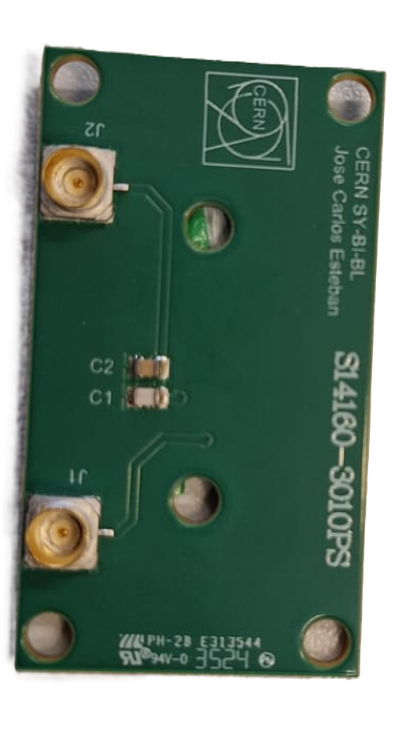 J2
CERN
CERN SY-BI-BL
Jose Carlos Esteban
S14160-3010PS
C2
C1
J1
PH-2B E313544
94V-0 3524